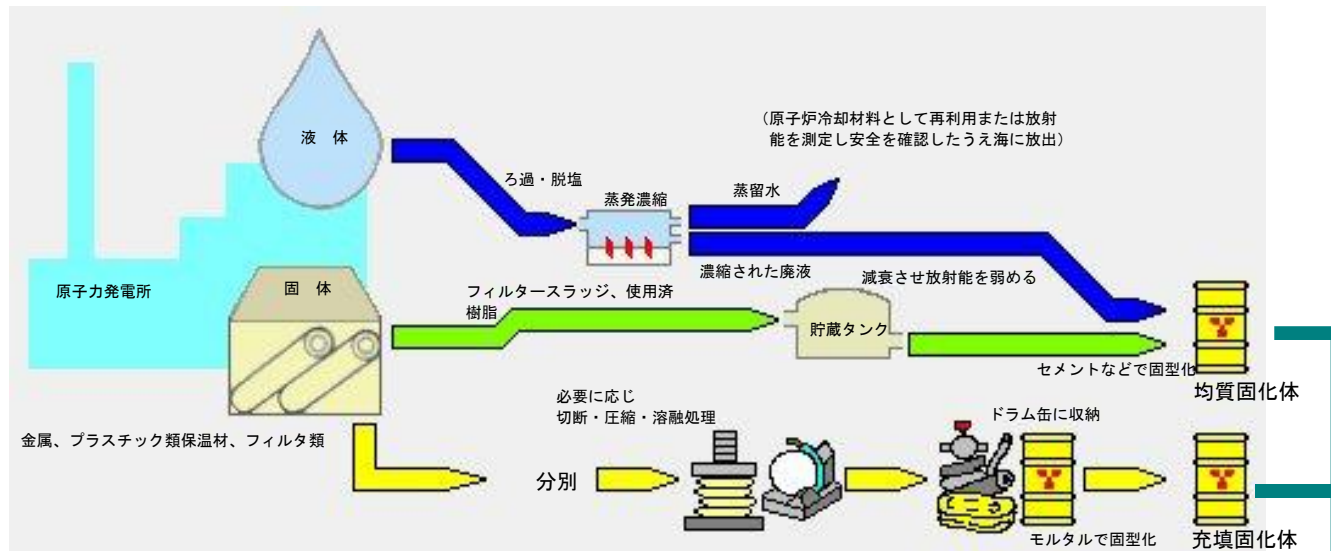 液　体
（原子炉冷却材料として再利用または放射
能を測定し安全を確認したうえ海に放出）
ろ過・脱塩
蒸発濃縮
蒸留水
濃縮された廃液
減衰させ放射能を弱める
原子力発電所
固　体
フィルタースラッジ、使用済
樹脂
貯蔵タンク
セメントなどで固型化
均質固化体
金属、プラスチック類保温材、フィルタ類
必要に応じ
切断・圧縮・溶融処理
ドラム缶に収納
分別
モルタルで固型化
充填固化体